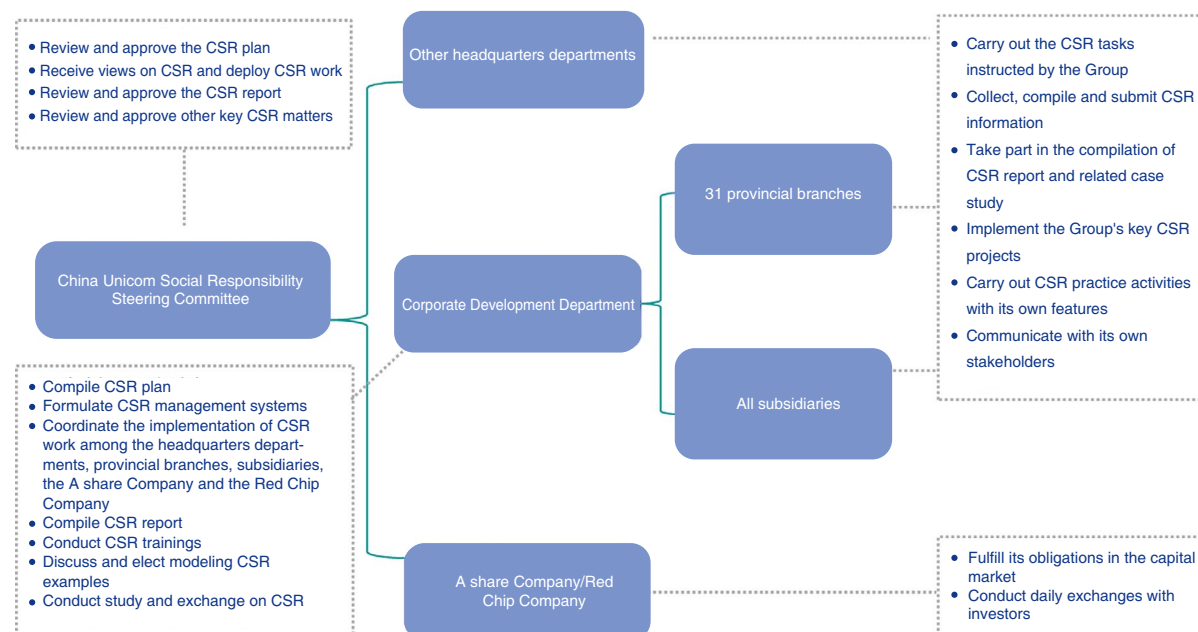 • Review and approve the CSR plan
• Receive views on CSR and deploy CSR work
• Review and approve the CSR report
• Review and approve other key CSR matters
China Unicom Social Responsibility
Steering Committee
• Compile CSR plan
• Formulate CSR management systems
• Coordinate the implementation of CSR
work among the headquarters depart-
ments, provincial branches, subsidiaries,
the A share Company and the Red Chip
Company
• Compile CSR report
• Conduct CSR trainings
• Discuss and elect modeling CSR
examples
• Conduct study and exchange on CSR
Other headquarters departments
Corporate Development Department
A share Company/Red
Chip Company
31 provincial branches
All subsidiaries
• Carry out the CSR tasks
instructed by the Group
• Collect, compile and submit CSR
information
• Take part in the compilation of
CSR report and related case
study
• Implement the Group's key CSR
projects
• Carry out CSR practice activities
with its own features
• Communicate with its own
stakeholders
• Fulfill its obligations in the capital
market
• Conduct daily exchanges with
investors